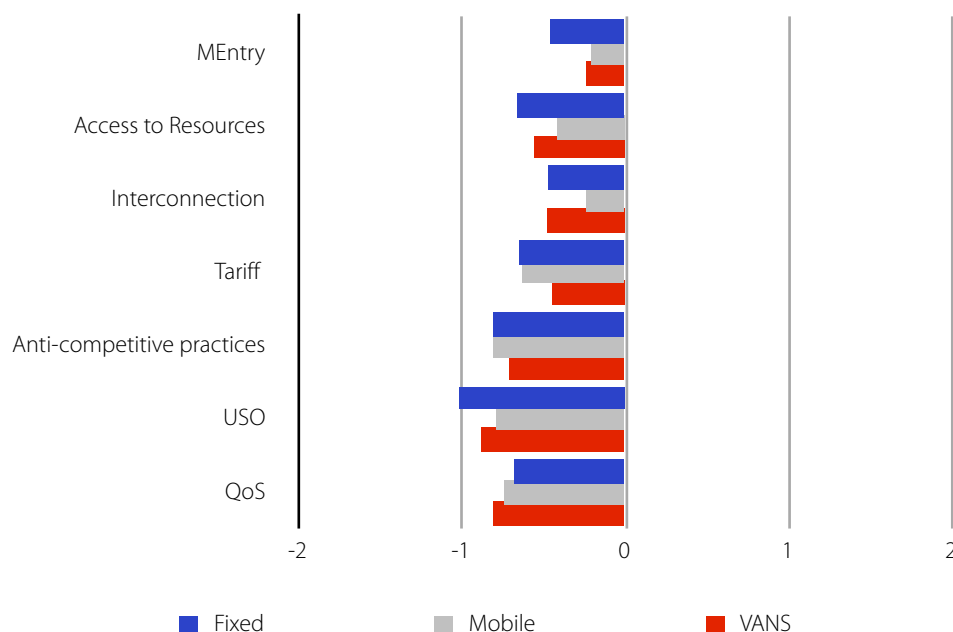 MEntry
Access to Resources
Interconnection
Tariff
Anti-competitive practices
USO
QoS
-2 -1 0 1 2
Fixed Mobile VANS